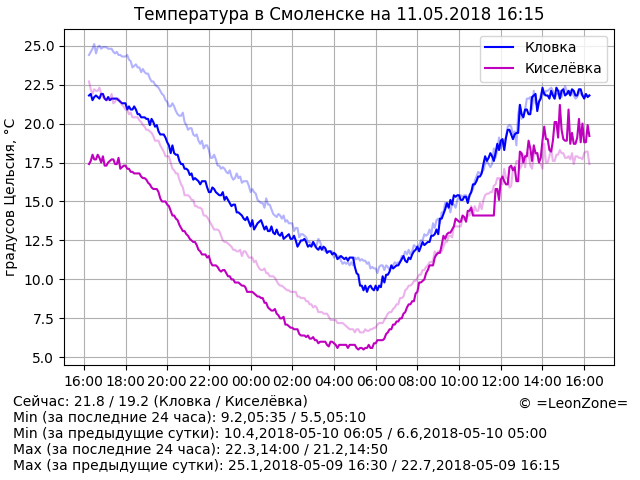 Температура в Смоленске на 11.05.2018 16:15
Кловка
Киселёвка
градусов Цельсия, °C
25.0
22.5
20.0
17.5
15.0
12.5
10.0
7.5
5.0
16:00 18:00 20:00 22:00 00:00 02:00 04:00 06:00 08:00 10:00 12:00 14:00 16:00
Сейчас: 21.8 / 19.2 (Кловка / Киселёвка)
© =LeonZone=
Min (за последние 24 часа): 9.2,05:35 / 5.5,05:10
Min (за предыдущие сутки): 10.4,2018-05-10 06:05 / 6.6,2018-05-10 05:00
Max (за последние 24 часа): 22.3,14:00 / 21.2,14:50
Max (за предыдущие сутки): 25.1,2018-05-09 16:30 / 22.7,2018-05-09 16:15